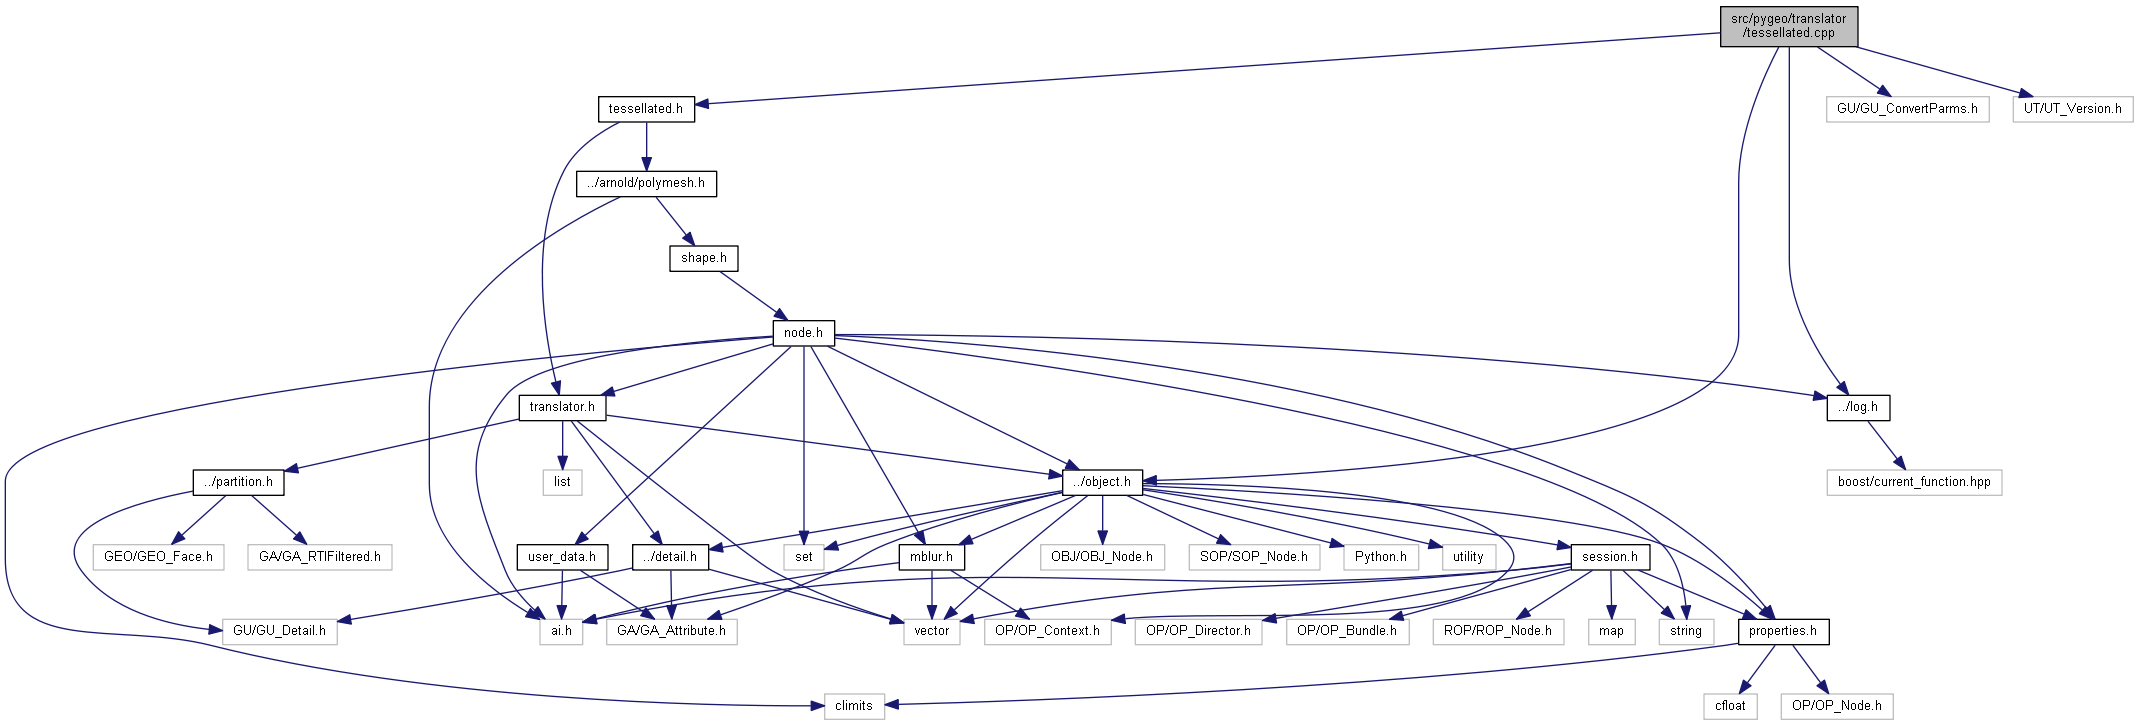 src/pygeo/translator
/tessellated.cpp
tessellated.h
GU/GU_ConvertParms.h
UT/UT_Version.h
../arnold/polymesh.h
shape.h
node.h
translator.h
../log.h
../partition.h
list
../object.h
boost/current_function.hpp
GEO/GEO_Face.h
GA/GA_RTIFiltered.h
user_data.h
../detail.h
set
mblur.h
OBJ/OBJ_Node.h
SOP/SOP_Node.h
Python.h
utility
session.h
GU/GU_Detail.h
ai.h
GA/GA_Attribute.h
vector
OP/OP_Context.h
OP/OP_Director.h
OP/OP_Bundle.h
ROP/ROP_Node.h
map
string
properties.h
climits
cfloat
OP/OP_Node.h